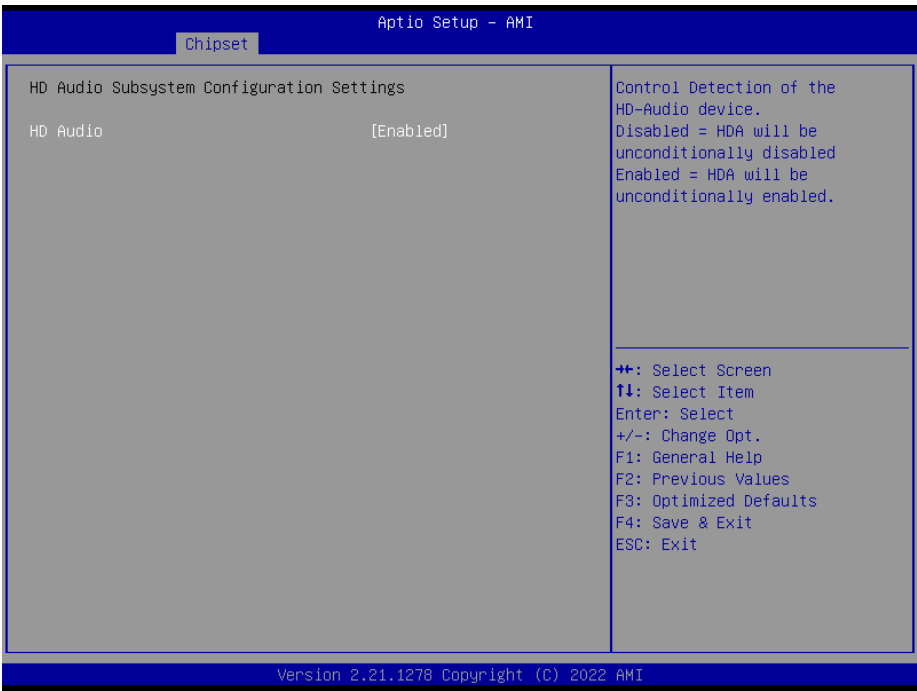 Aptio Setup – AMI
Chipset
HD Audio Subsystem Configuration Settings
HD Audio [Enabled]
Control Detection of the
HD-Audio device.
Disabled = HDA will be
unconditionally disabled
Enabled = HDA will be
unconditionally enabled.
→←: Select Screen
↑↓: Select Item
Enter: Select
+/-: Change Opt.
F1: General Help
F2: Previous Values
F3: Optimized Defaults
F4: Save & Exit
ESC: Exit
Version 2.21.1278 Copyright (C) 2022 AMI